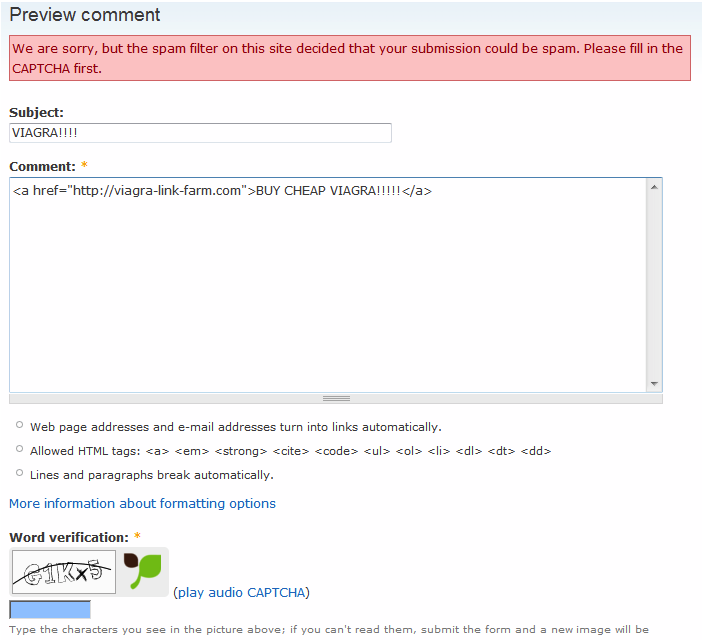 Preview comment
We are sorry, but the spam filter on this site decided that your submission could be spam. Please fill in the
CAPTCHA first.
Subject:
VIAGRA!!!!
Comment: *
<a href="http://viagra-link-farm.com">BUY CHEAP VIAGRA!!!!!</a>
Web page addresses and e-mail addresses turn into links automatically.
Allowed HTML tags: <a> <em> <strong> <cite> <code> <ul> <ol> <li> <dl> <dt> <dd>
Lines and paragraphs break automatically.
More information about formatting options
Word verification: *
(play audio CAPTCHA)
Type the characters you see in the picture above; if you can't read them, submit the form and a new image will be